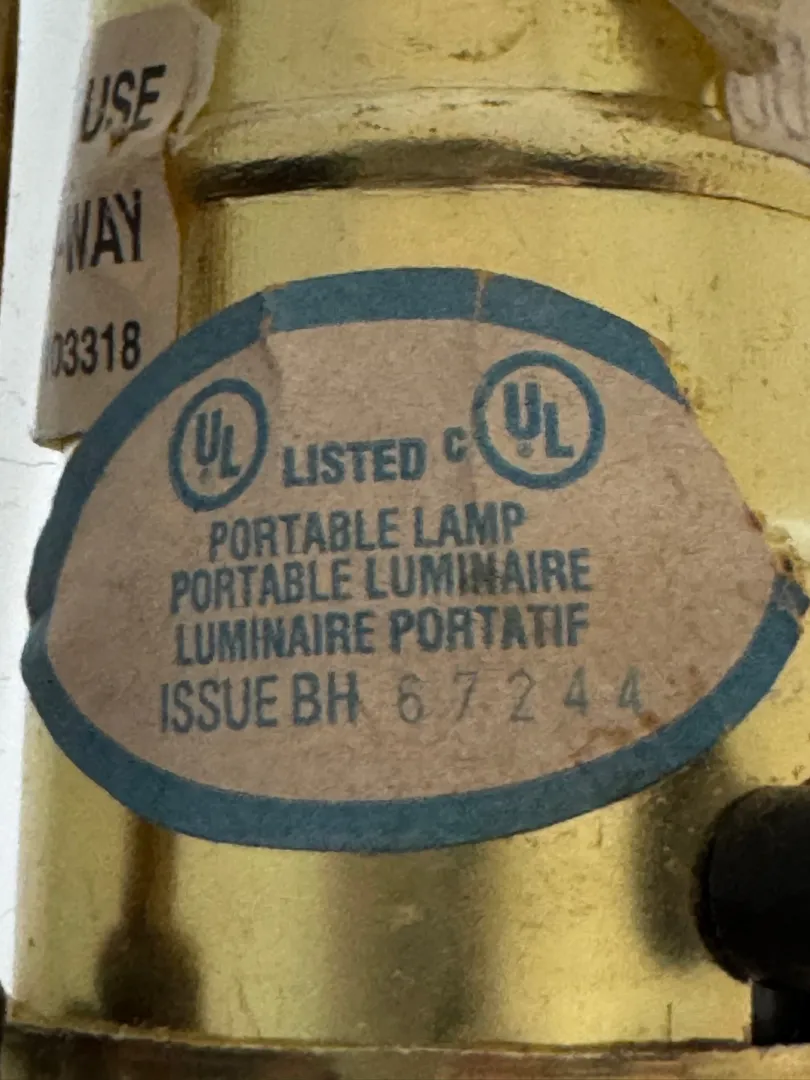 USE
-WAY
03318
UL LISTED C UL
PORTABLE LAMP
PORTABLE LUMINAIRE
LUMINAIRE PORTATIF
ISSUE BH 67244